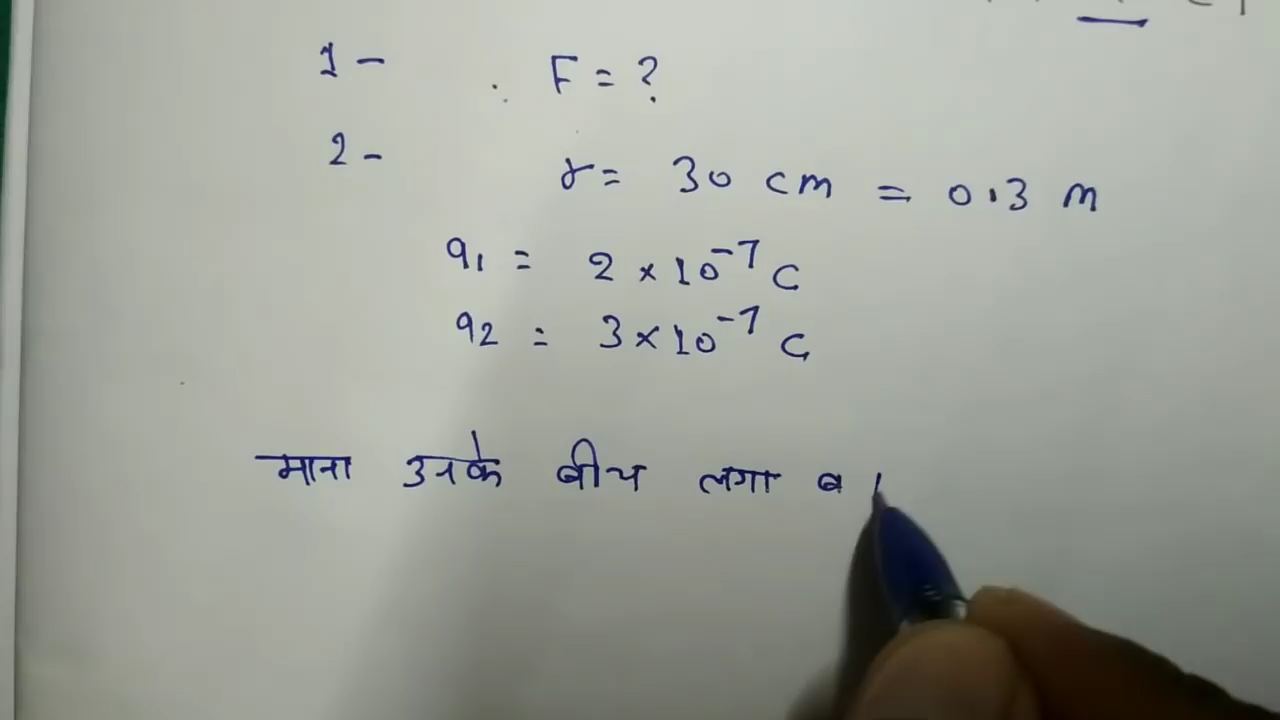 1 -
F = ?
2 -
r = 30 cm = 0.3 m
q1 = 2 × 10⁻⁷ C
q2 = 3 × 10⁻⁷ C
माना उनके बीच लगा